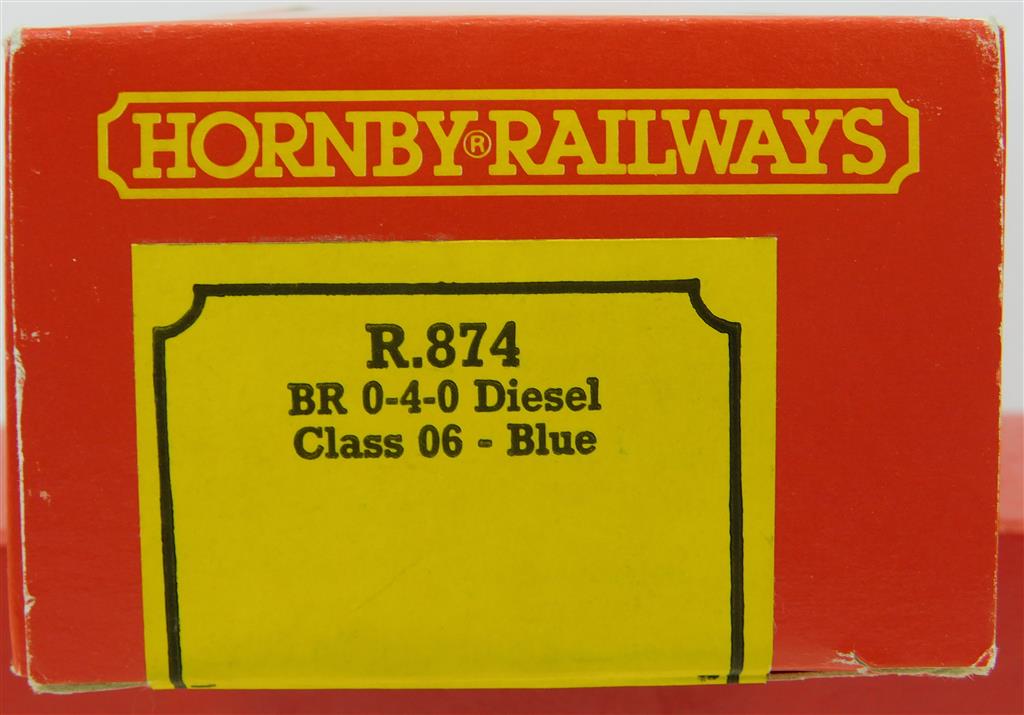 HORNBY® RAILWAYS
R.874
BR 0-4-0 Diesel
Class 06 - Blue